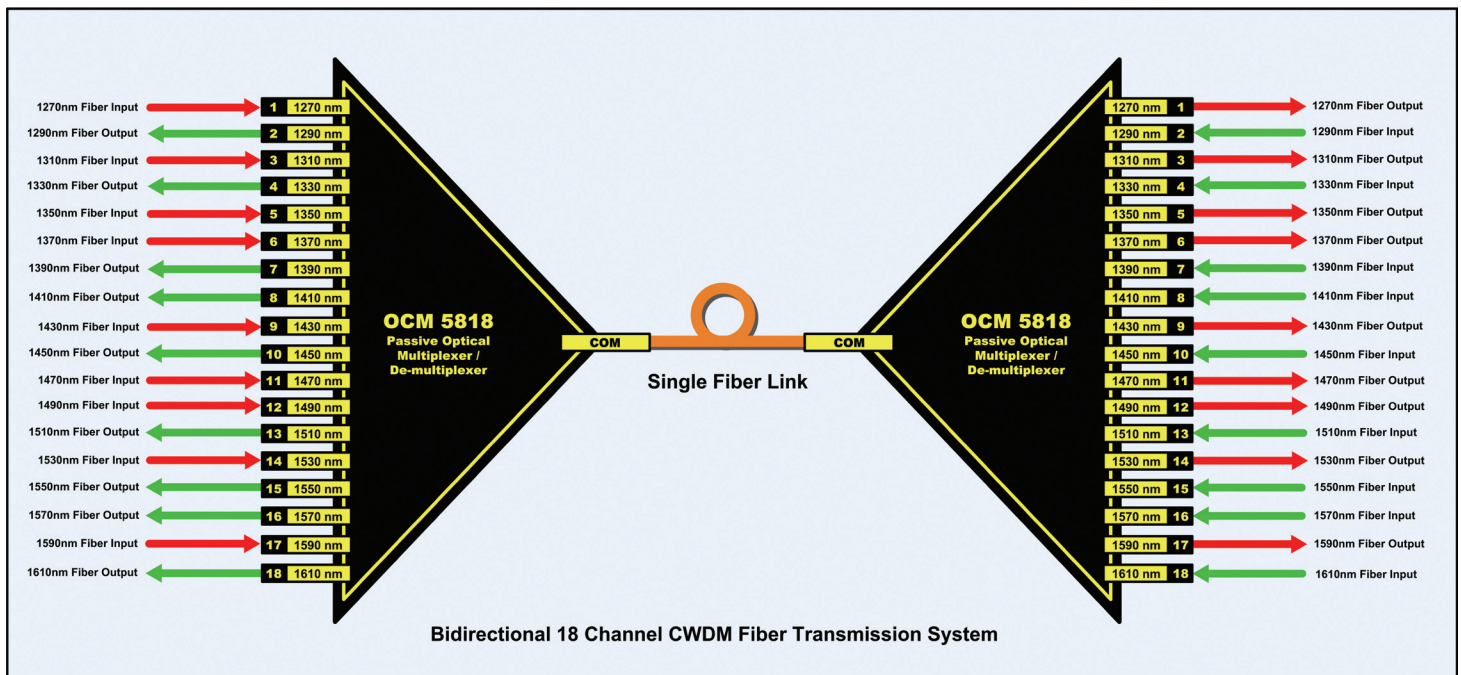 1270nm Fiber Input 1 1270 nm
1290nm Fiber Output 2 1290 nm
1310nm Fiber Input 3 1310 nm
1330nm Fiber Output 4 1330 nm
1350nm Fiber Input 5 1350 nm
1370nm Fiber Input 6 1370 nm
1390nm Fiber Output 7 1390 nm
1410nm Fiber Output 8 1410 nm
1430nm Fiber Input 9 1430 nm
1450nm Fiber Output 10 1450 nm
1470nm Fiber Input 11 1470 nm
1490nm Fiber Input 12 1490 nm
1510nm Fiber Output 13 1510 nm
1530nm Fiber Input 14 1530 nm
1550nm Fiber Output 15 1550 nm
1570nm Fiber Output 16 1570 nm
1590nm Fiber Input 17 1590 nm
1610nm Fiber Output 18 1610 nm
OCM 5818
Passive Optical
Multiplexer /
De-multiplexer
COM
Single Fiber Link
COM
OCM 5818
Passive Optical
Multiplexer /
De-multiplexer
1270 nm 1 1270nm Fiber Output
1290 nm 2 1290nm Fiber Input
1310 nm 3 1310nm Fiber Output
1330 nm 4 1330nm Fiber Input
1350 nm 5 1350nm Fiber Output
1370 nm 6 1370nm Fiber Output
1390 nm 7 1390nm Fiber Input
1410 nm 8 1410nm Fiber Input
1430 nm 9 1430nm Fiber Output
1450 nm 10 1450nm Fiber Input
1470 nm 11 1470nm Fiber Output
1490 nm 12 1490nm Fiber Output
1510 nm 13 1510nm Fiber Input
1530 nm 14 1530nm Fiber Output
1550 nm 15 1550nm Fiber Input
1570 nm 16 1570nm Fiber Input
1590 nm 17 1590nm Fiber Output
1610 nm 18 1610nm Fiber Input
Bidirectional 18 Channel CWDM Fiber Transmission System